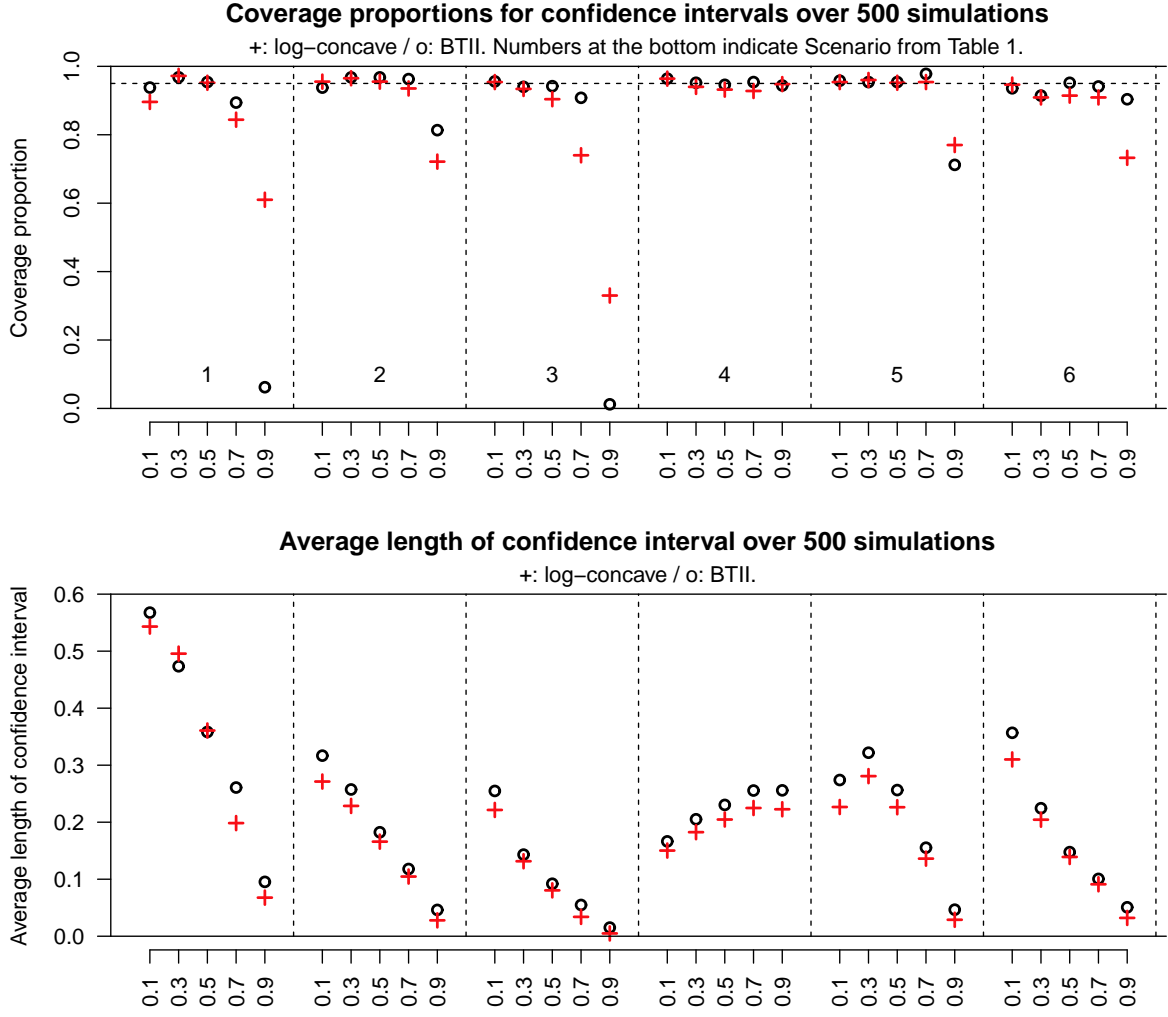 Coverage proportions for confidence intervals over 500 simulations
+: log−concave / o: BTII. Numbers at the bottom indicate Scenario from Table 1.
Coverage proportion
1.0
0.8
0.6
0.4
0.2
0.0
1 2 3 4 5 6
0.1 0.3 0.5 0.7 0.9 0.1 0.3 0.5 0.7 0.9 0.1 0.3 0.5 0.7 0.9 0.1 0.3 0.5 0.7 0.9 0.1 0.3 0.5 0.7 0.9 0.1 0.3 0.5 0.7 0.9
Average length of confidence interval over 500 simulations
+: log−concave / o: BTII.
Average length of confidence interval
0.6
0.5
0.4
0.3
0.2
0.1
0.0
0.1 0.3 0.5 0.7 0.9 0.1 0.3 0.5 0.7 0.9 0.1 0.3 0.5 0.7 0.9 0.1 0.3 0.5 0.7 0.9 0.1 0.3 0.5 0.7 0.9 0.1 0.3 0.5 0.7 0.9